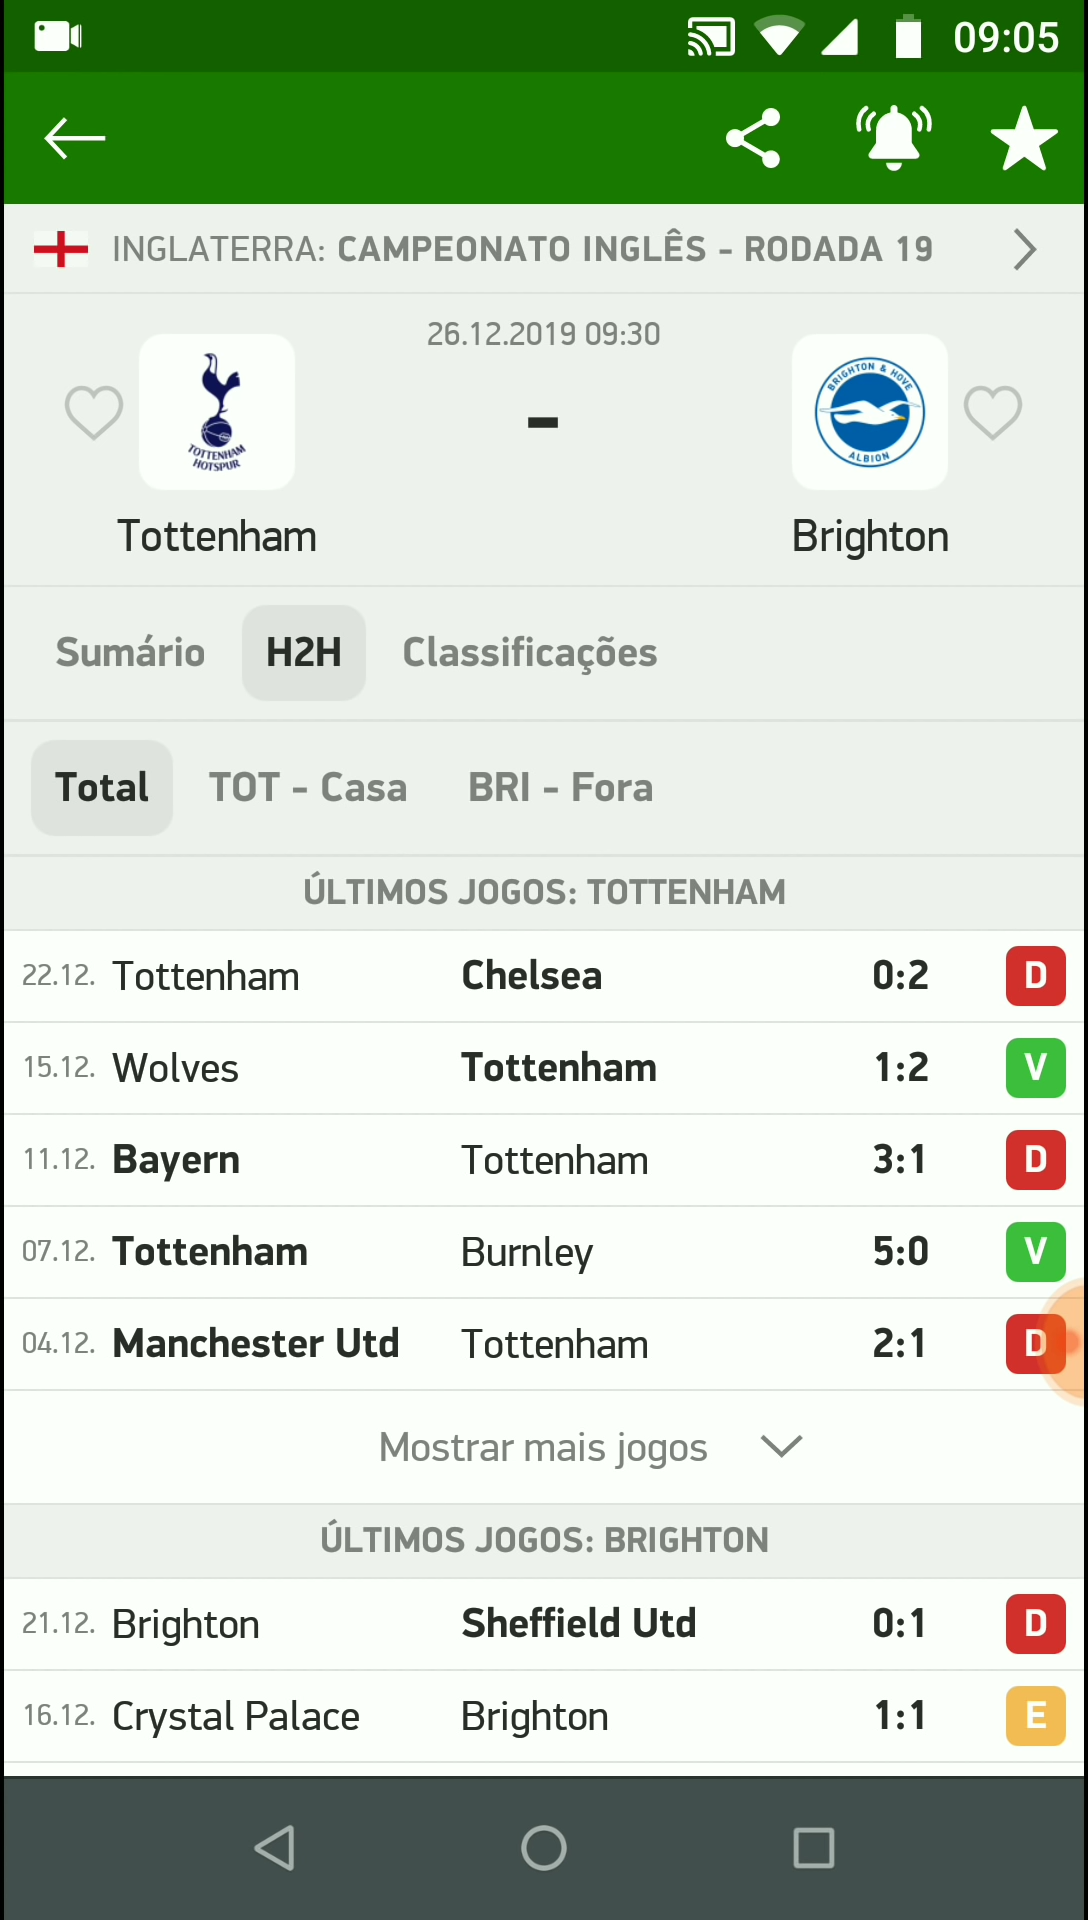 09:05
INGLATERRA: CAMPEONATO INGLÊS - RODADA 19
26.12.2019 09:30
-
TOTTENHAM
HOTSPUR
BRIGHTON & HOVE
ALBION
Tottenham
Brighton
Sumário H2H Classificações
Total TOT - Casa BRI - Fora
ÚLTIMOS JOGOS: TOTTENHAM
22.12. Tottenham Chelsea 0:2 D
15.12. Wolves Tottenham 1:2 V
11.12. Bayern Tottenham 3:1 D
07.12. Tottenham Burnley 5:0 V
04.12. Manchester Utd Tottenham 2:1 D
Mostrar mais jogos
ÚLTIMOS JOGOS: BRIGHTON
21.12. Brighton Sheffield Utd 0:1 D
16.12. Crystal Palace Brighton 1:1 E